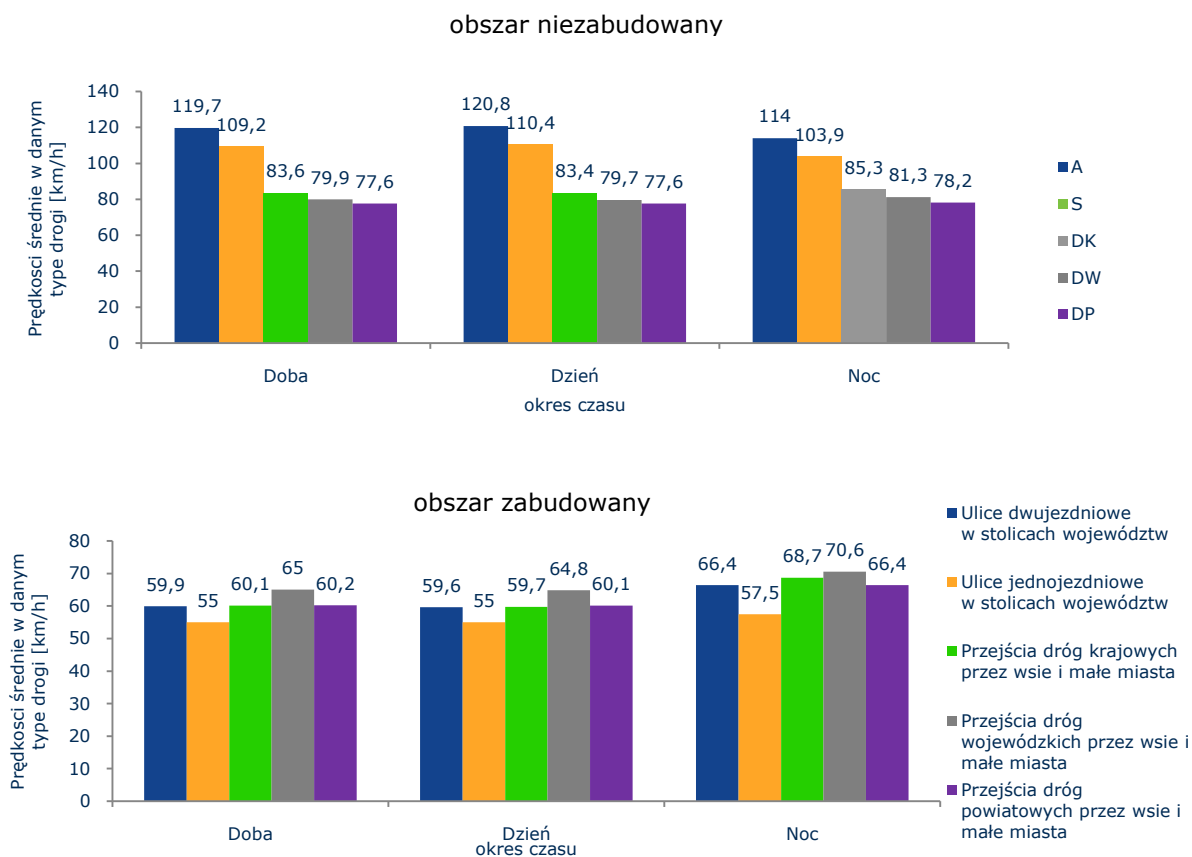 obszar niezabudowany
Prędkosci średnie w danym
type drogi [km/h]
140
120
100
80
60
40
20
0
119,7
109,2
83,6
79,9
77,6
120,8
110,4
83,4
79,7
77,6
114
103,9
85,3
81,3
78,2
Doba
Dzień
Noc
okres czasu
A
S
DK
DW
DP
obszar zabudowany
Prędkosci średnie w danym
type drogi [km/h]
80
70
60
50
40
30
20
10
0
59,9
55
60,1
65
60,2
59,6
55
59,7
64,8
60,1
66,4
57,5
68,7
70,6
66,4
Doba
Dzień
Noc
okres czasu
Ulice dwujezdniowe
w stolicach województw
Ulice jednojezdniowe
w stolicach województw
Przejścia dróg krajowych
przez wsie i małe miasta
Przejścia dróg
wojewódzkich przez wsie i
małe miasta
Przejścia dróg
powiatowych przez wsie i
małe miasta